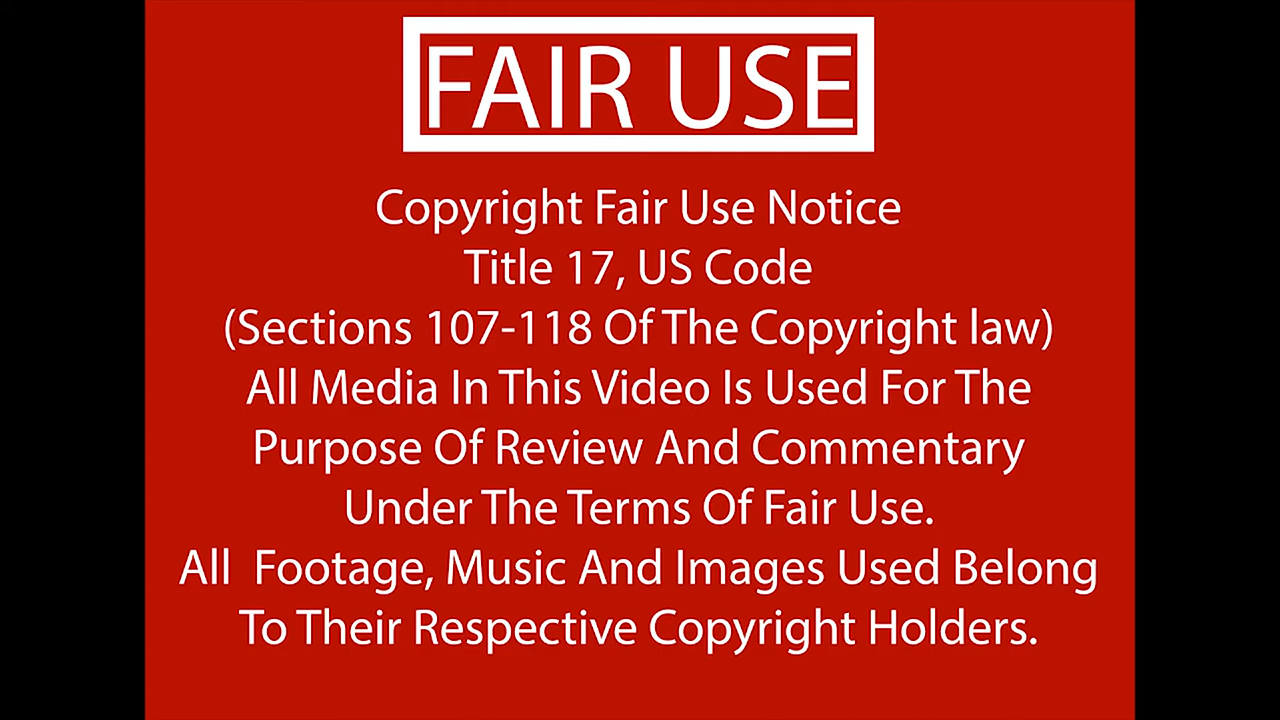 FAIR USE
Copyright Fair Use Notice
Title 17, US Code
(Sections 107-118 Of The Copyright law)
All Media In This Video Is Used For The
Purpose Of Review And Commentary
Under The Terms Of Fair Use.
All  Footage, Music And Images Used Belong
To Their Respective Copyright Holders.